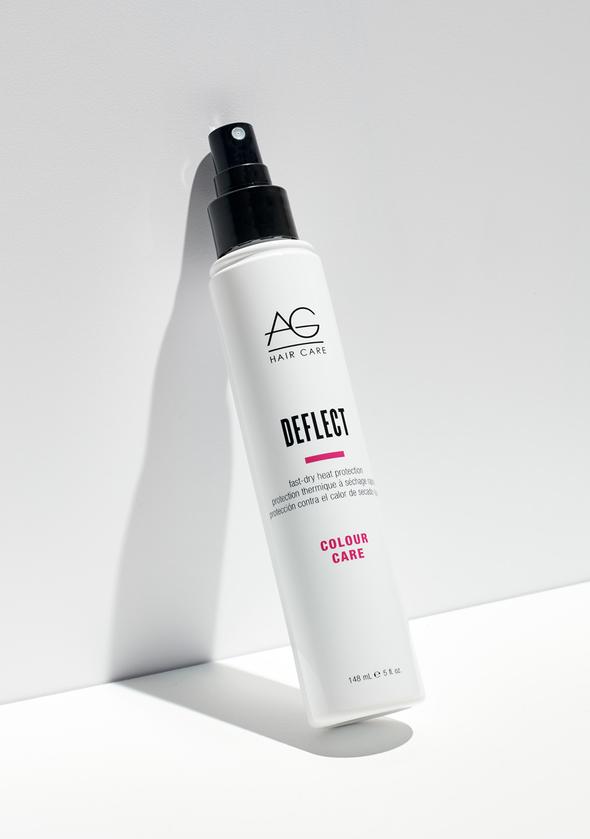 AG
HAIR CARE
DEFLECT
fast-dry heat protection
protection thermique à séchage
protección contra el calor de secado
COLOUR
CARE
148 mL ℮ 5 fl. oz.